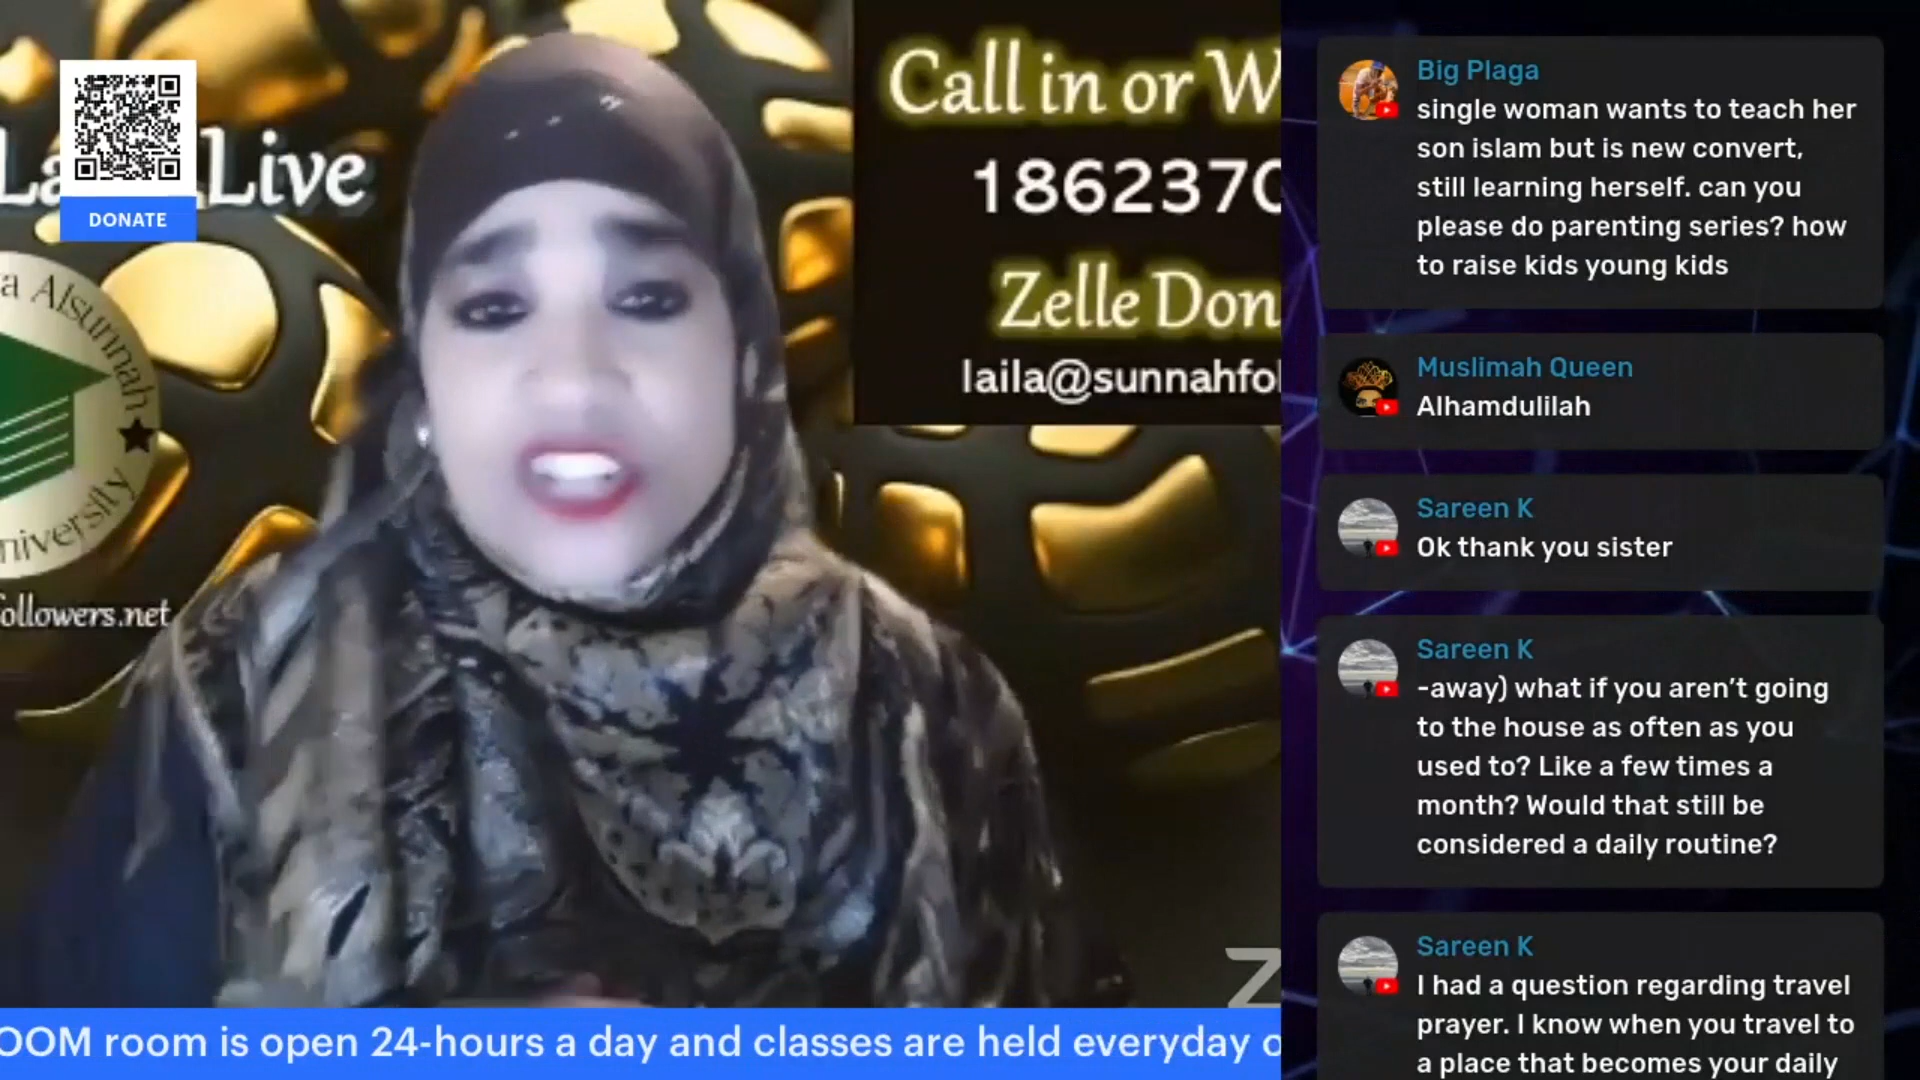 DONATE
La Live
a Alsunnah
niversity
followers.net
Call in or W
1862370
Zelle Don
laila@sunnahfol
OOM room is open 24-hours a day and classes are held everyday o
Big Plaga
single woman wants to teach her
son islam but is new convert,
still learning herself. can you
please do parenting series? how
to raise kids young kids
Muslimah Queen
Alhamdulilah
Sareen K
Ok thank you sister
Sareen K
-away) what if you aren’t going
to the house as often as you
used to? Like a few times a
month? Would that still be
considered a daily routine?
Sareen K
I had a question regarding travel
prayer. I know when you travel to
a place that becomes your daily